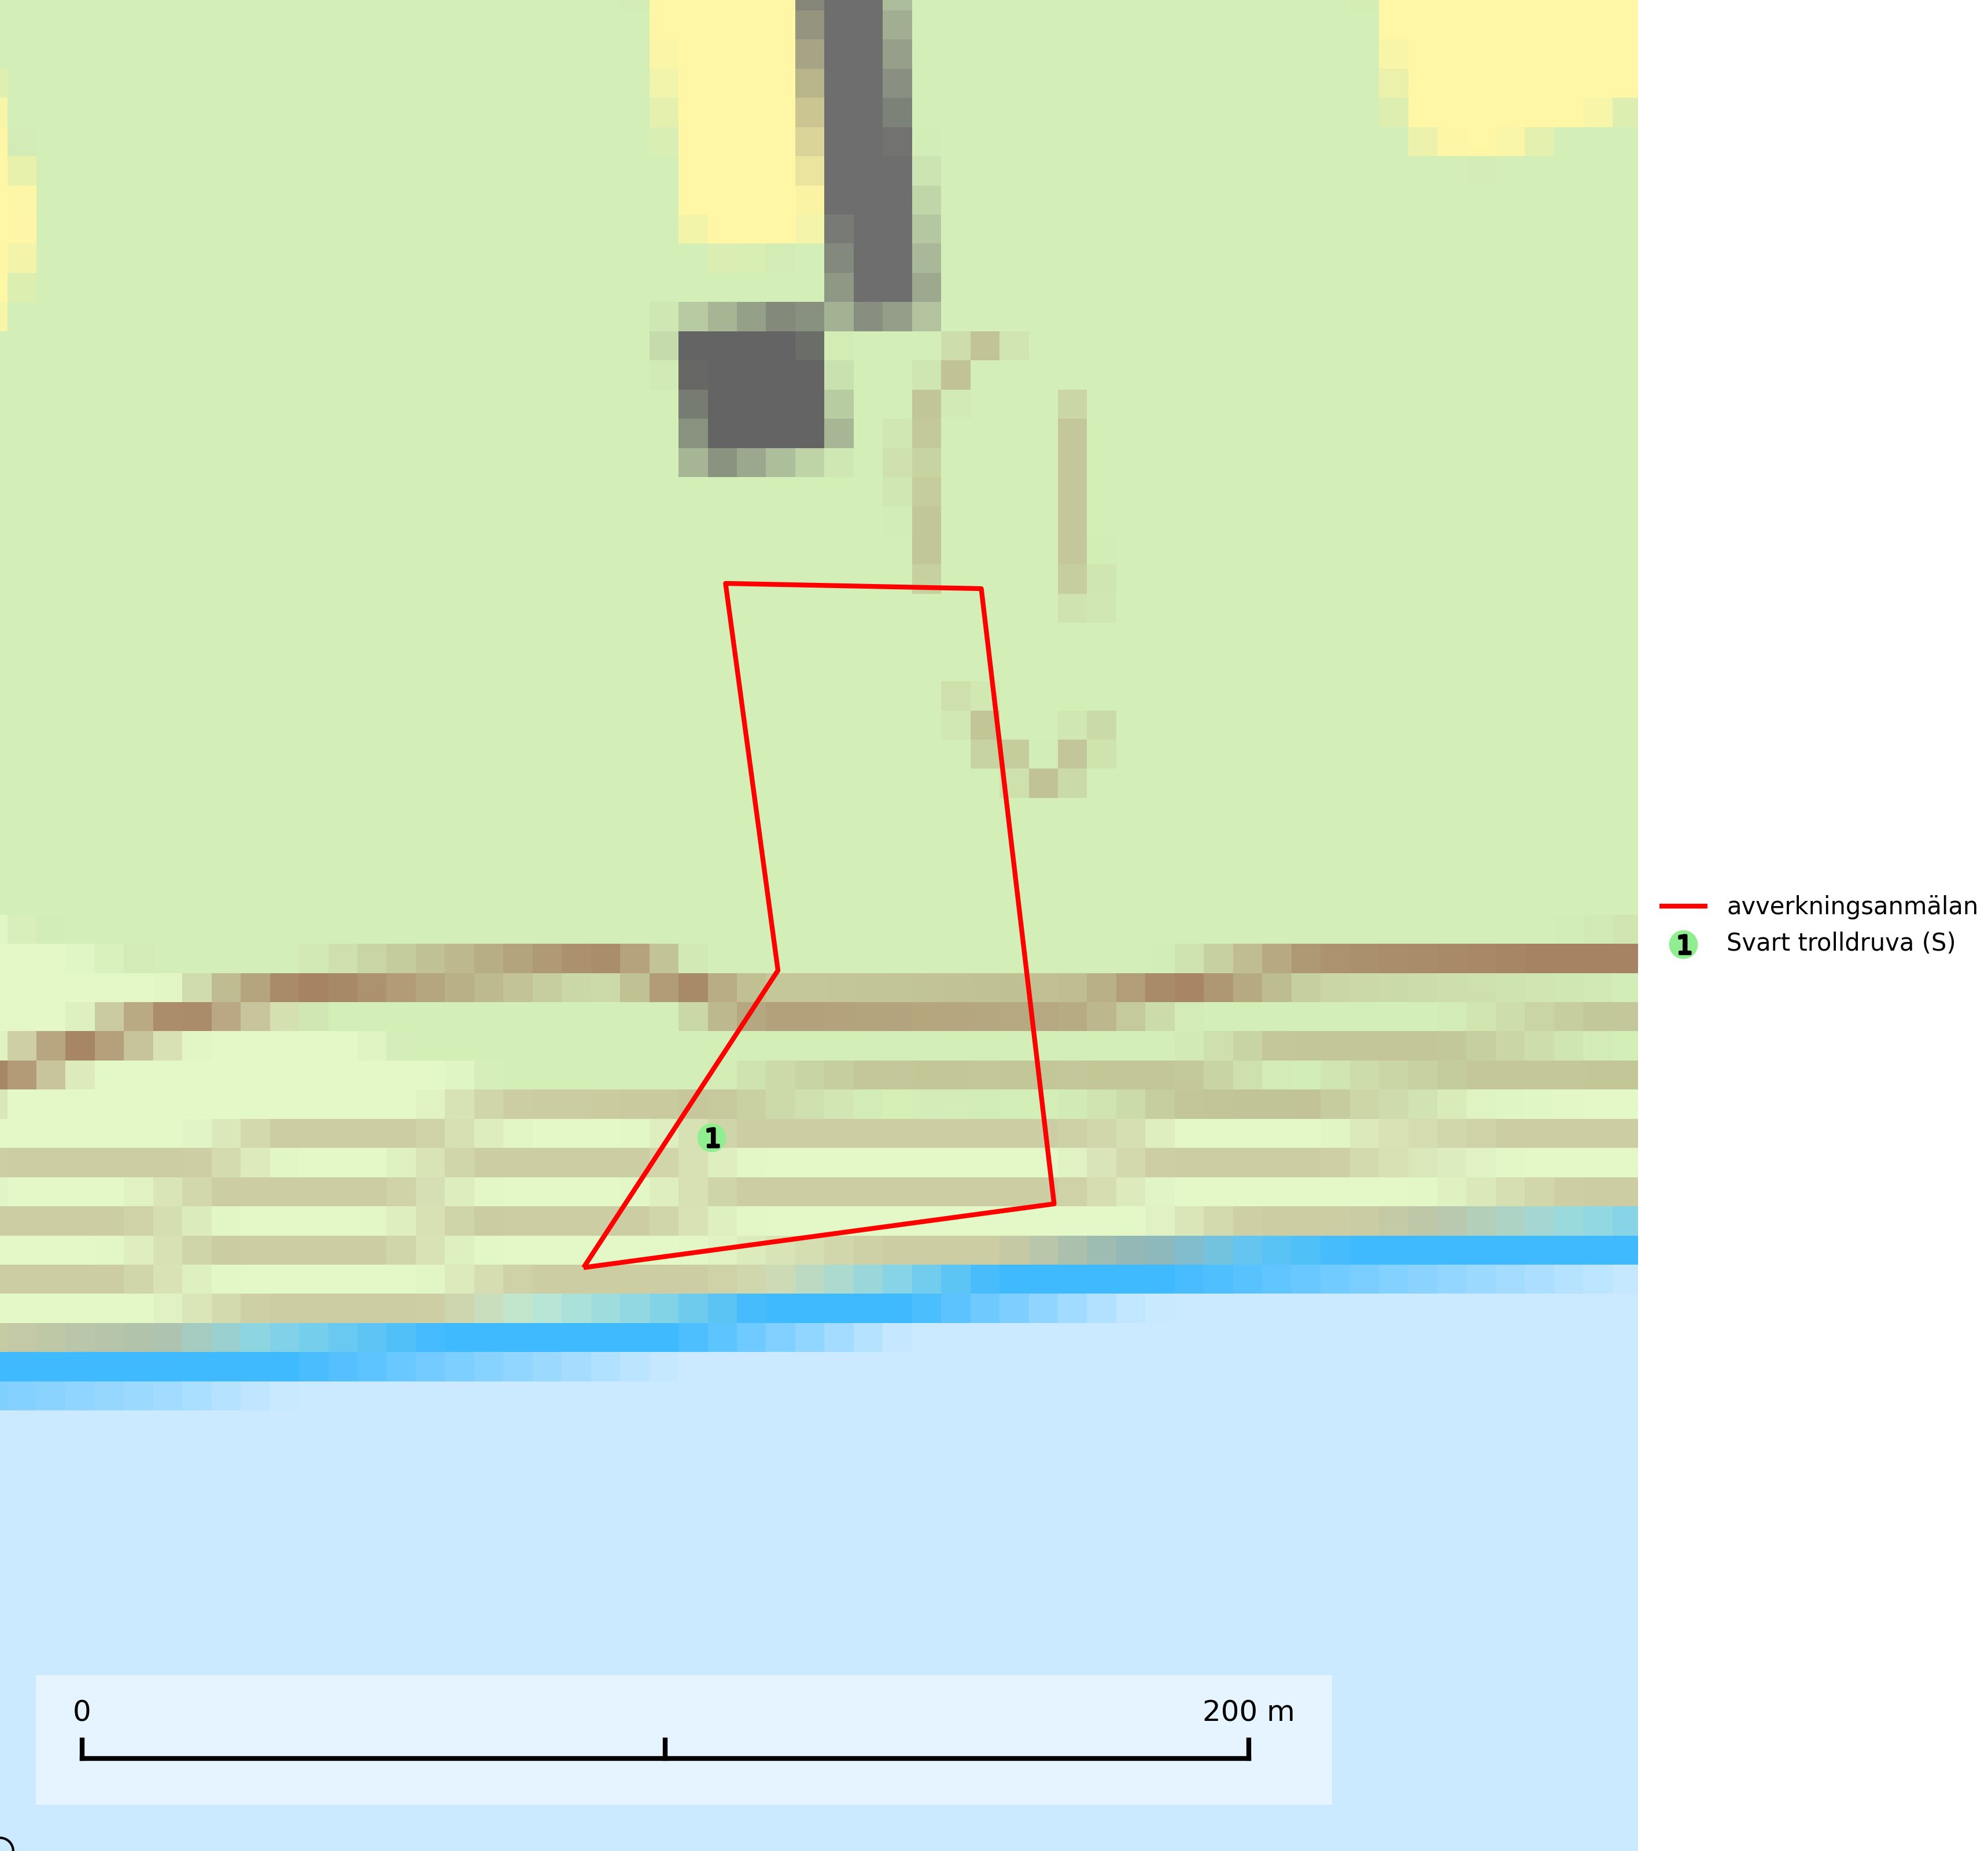 avverkningsanmälan
1 Svart trolldruva (S)
1
0 200 m